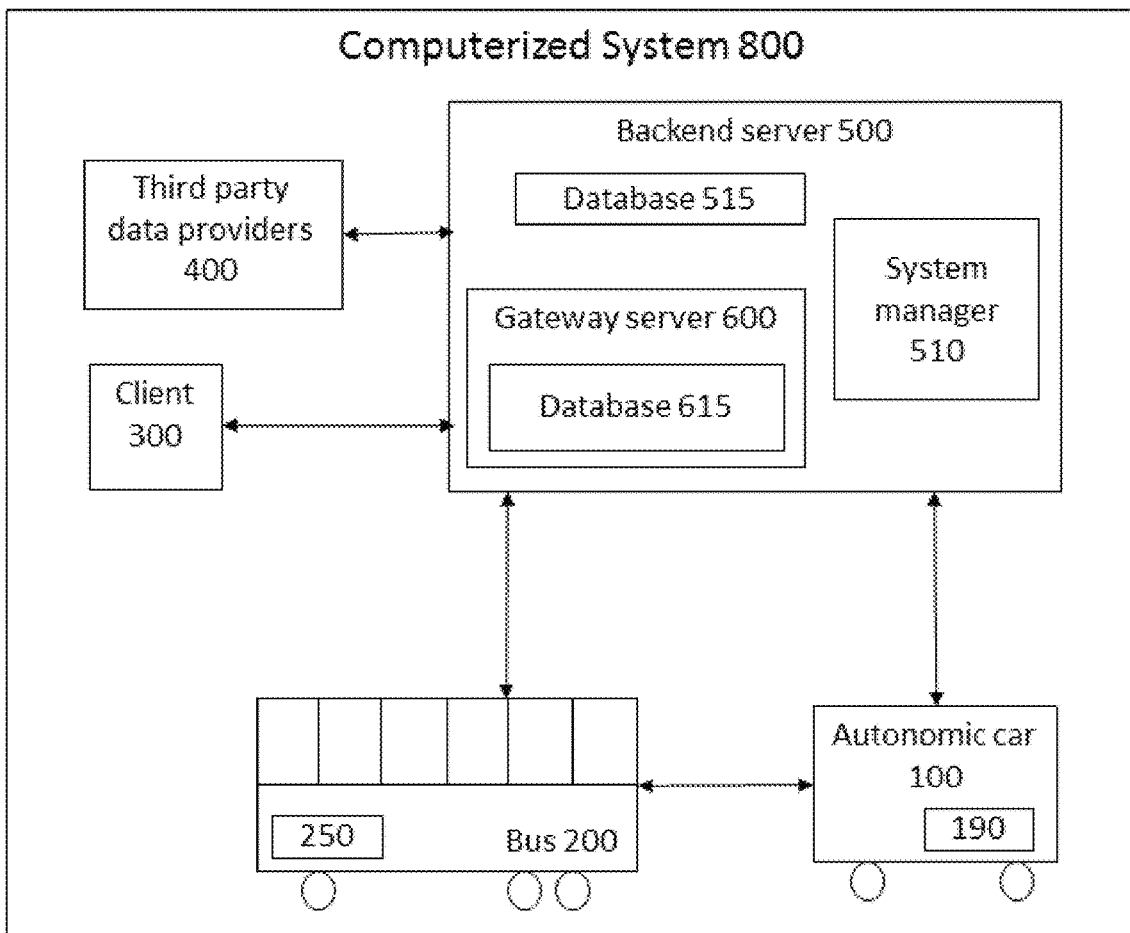 Computerized System 800
Backend server 500
Third party
data providers
400
Database 515
System
manager
510
Gateway server 600
Database 615
Client
300
Autonomic car
100
190
250
Bus 200